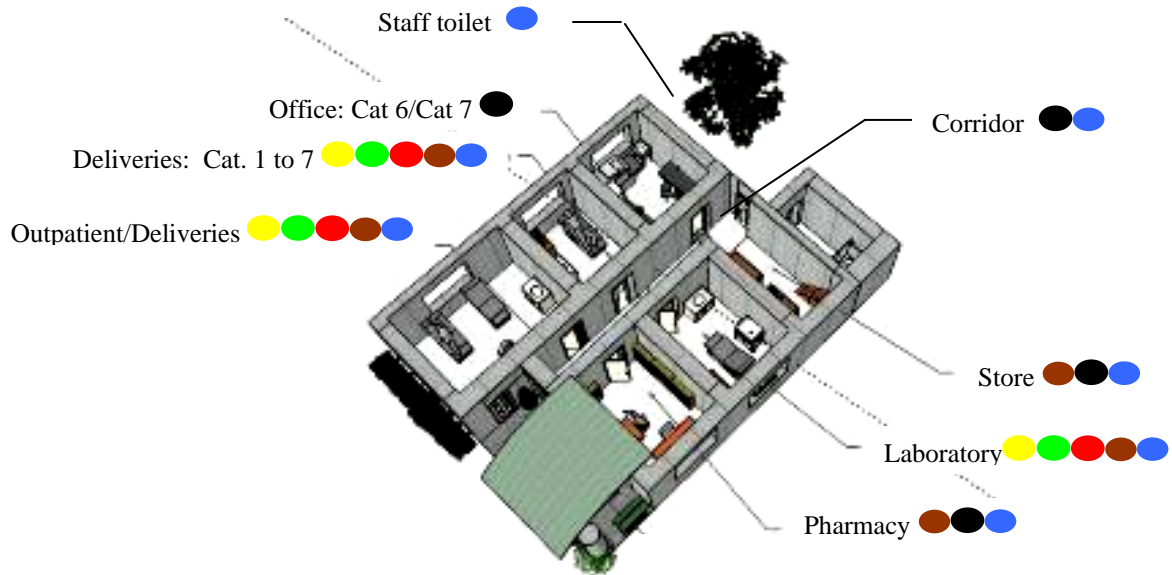 Staff toilet
Office: Cat 6/Cat 7
Corridor
Deliveries: Cat. 1 to 7
Outpatient/Deliveries
Store
Laboratory
Pharmacy